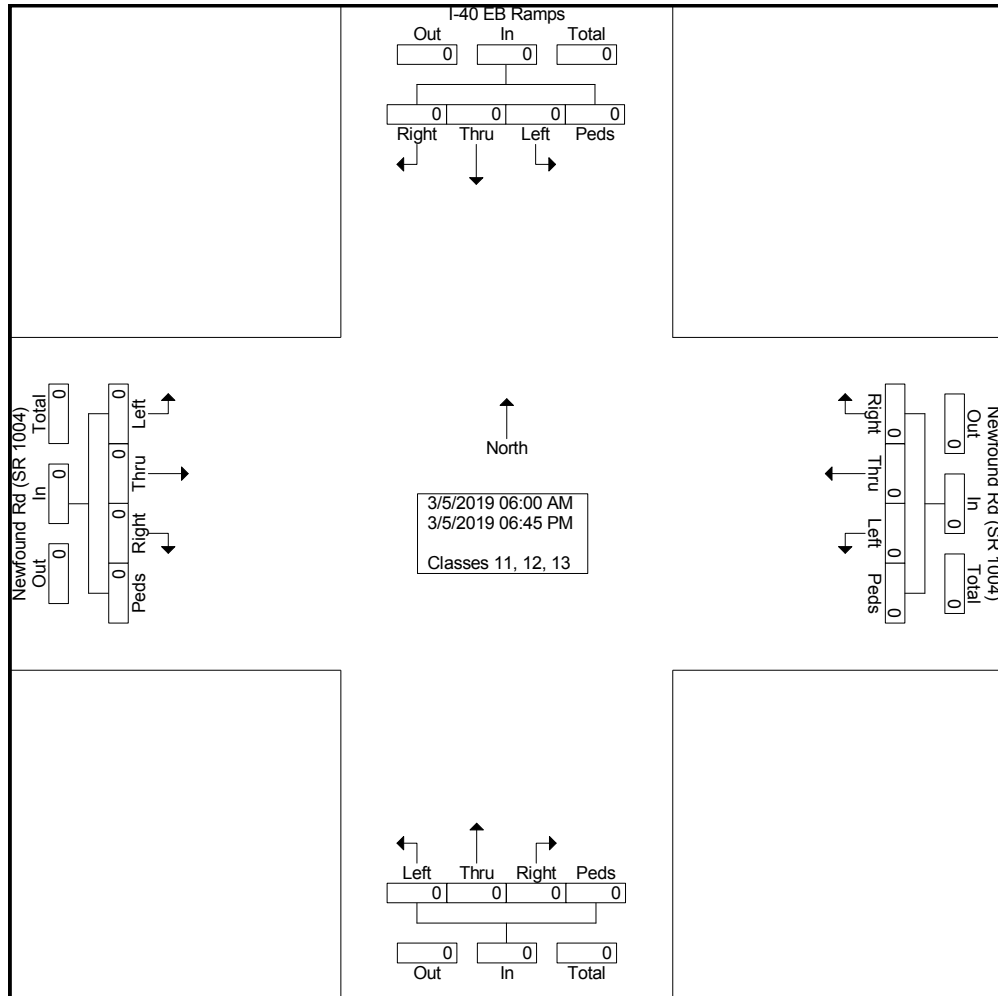 I-40 EB Ramps
Out In Total
0 0 0
0 0 0 0
Right Thru Left Peds
Newfound Rd (SR 1004)
Total In Out
0 0 0
0 0 0 0
Left Thru Right Peds
North
3/5/2019 06:00 AM
3/5/2019 06:45 PM
Classes 11, 12, 13
Newfound Rd (SR 1004)
Out In Total
0 0 0
0 0 0 0
Right Thru Left Peds
Left Thru Right Peds
0 0 0 0
0 0 0
Out In Total